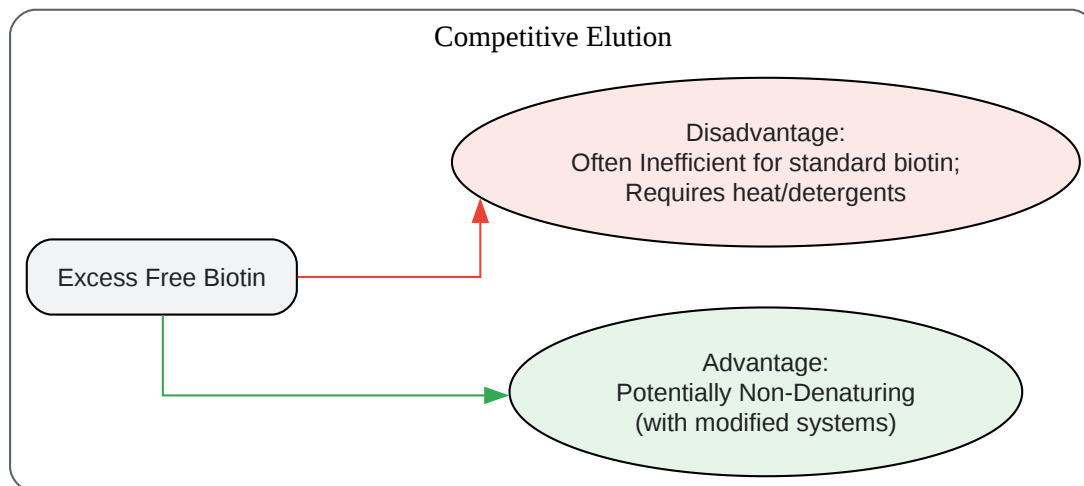 Competitive Elution
Disadvantage:
Often Inefficient for standard biotin;
Requires heat/detergents
Excess Free Biotin
Advantage:
Potentially Non-Denaturing
(with modified systems)